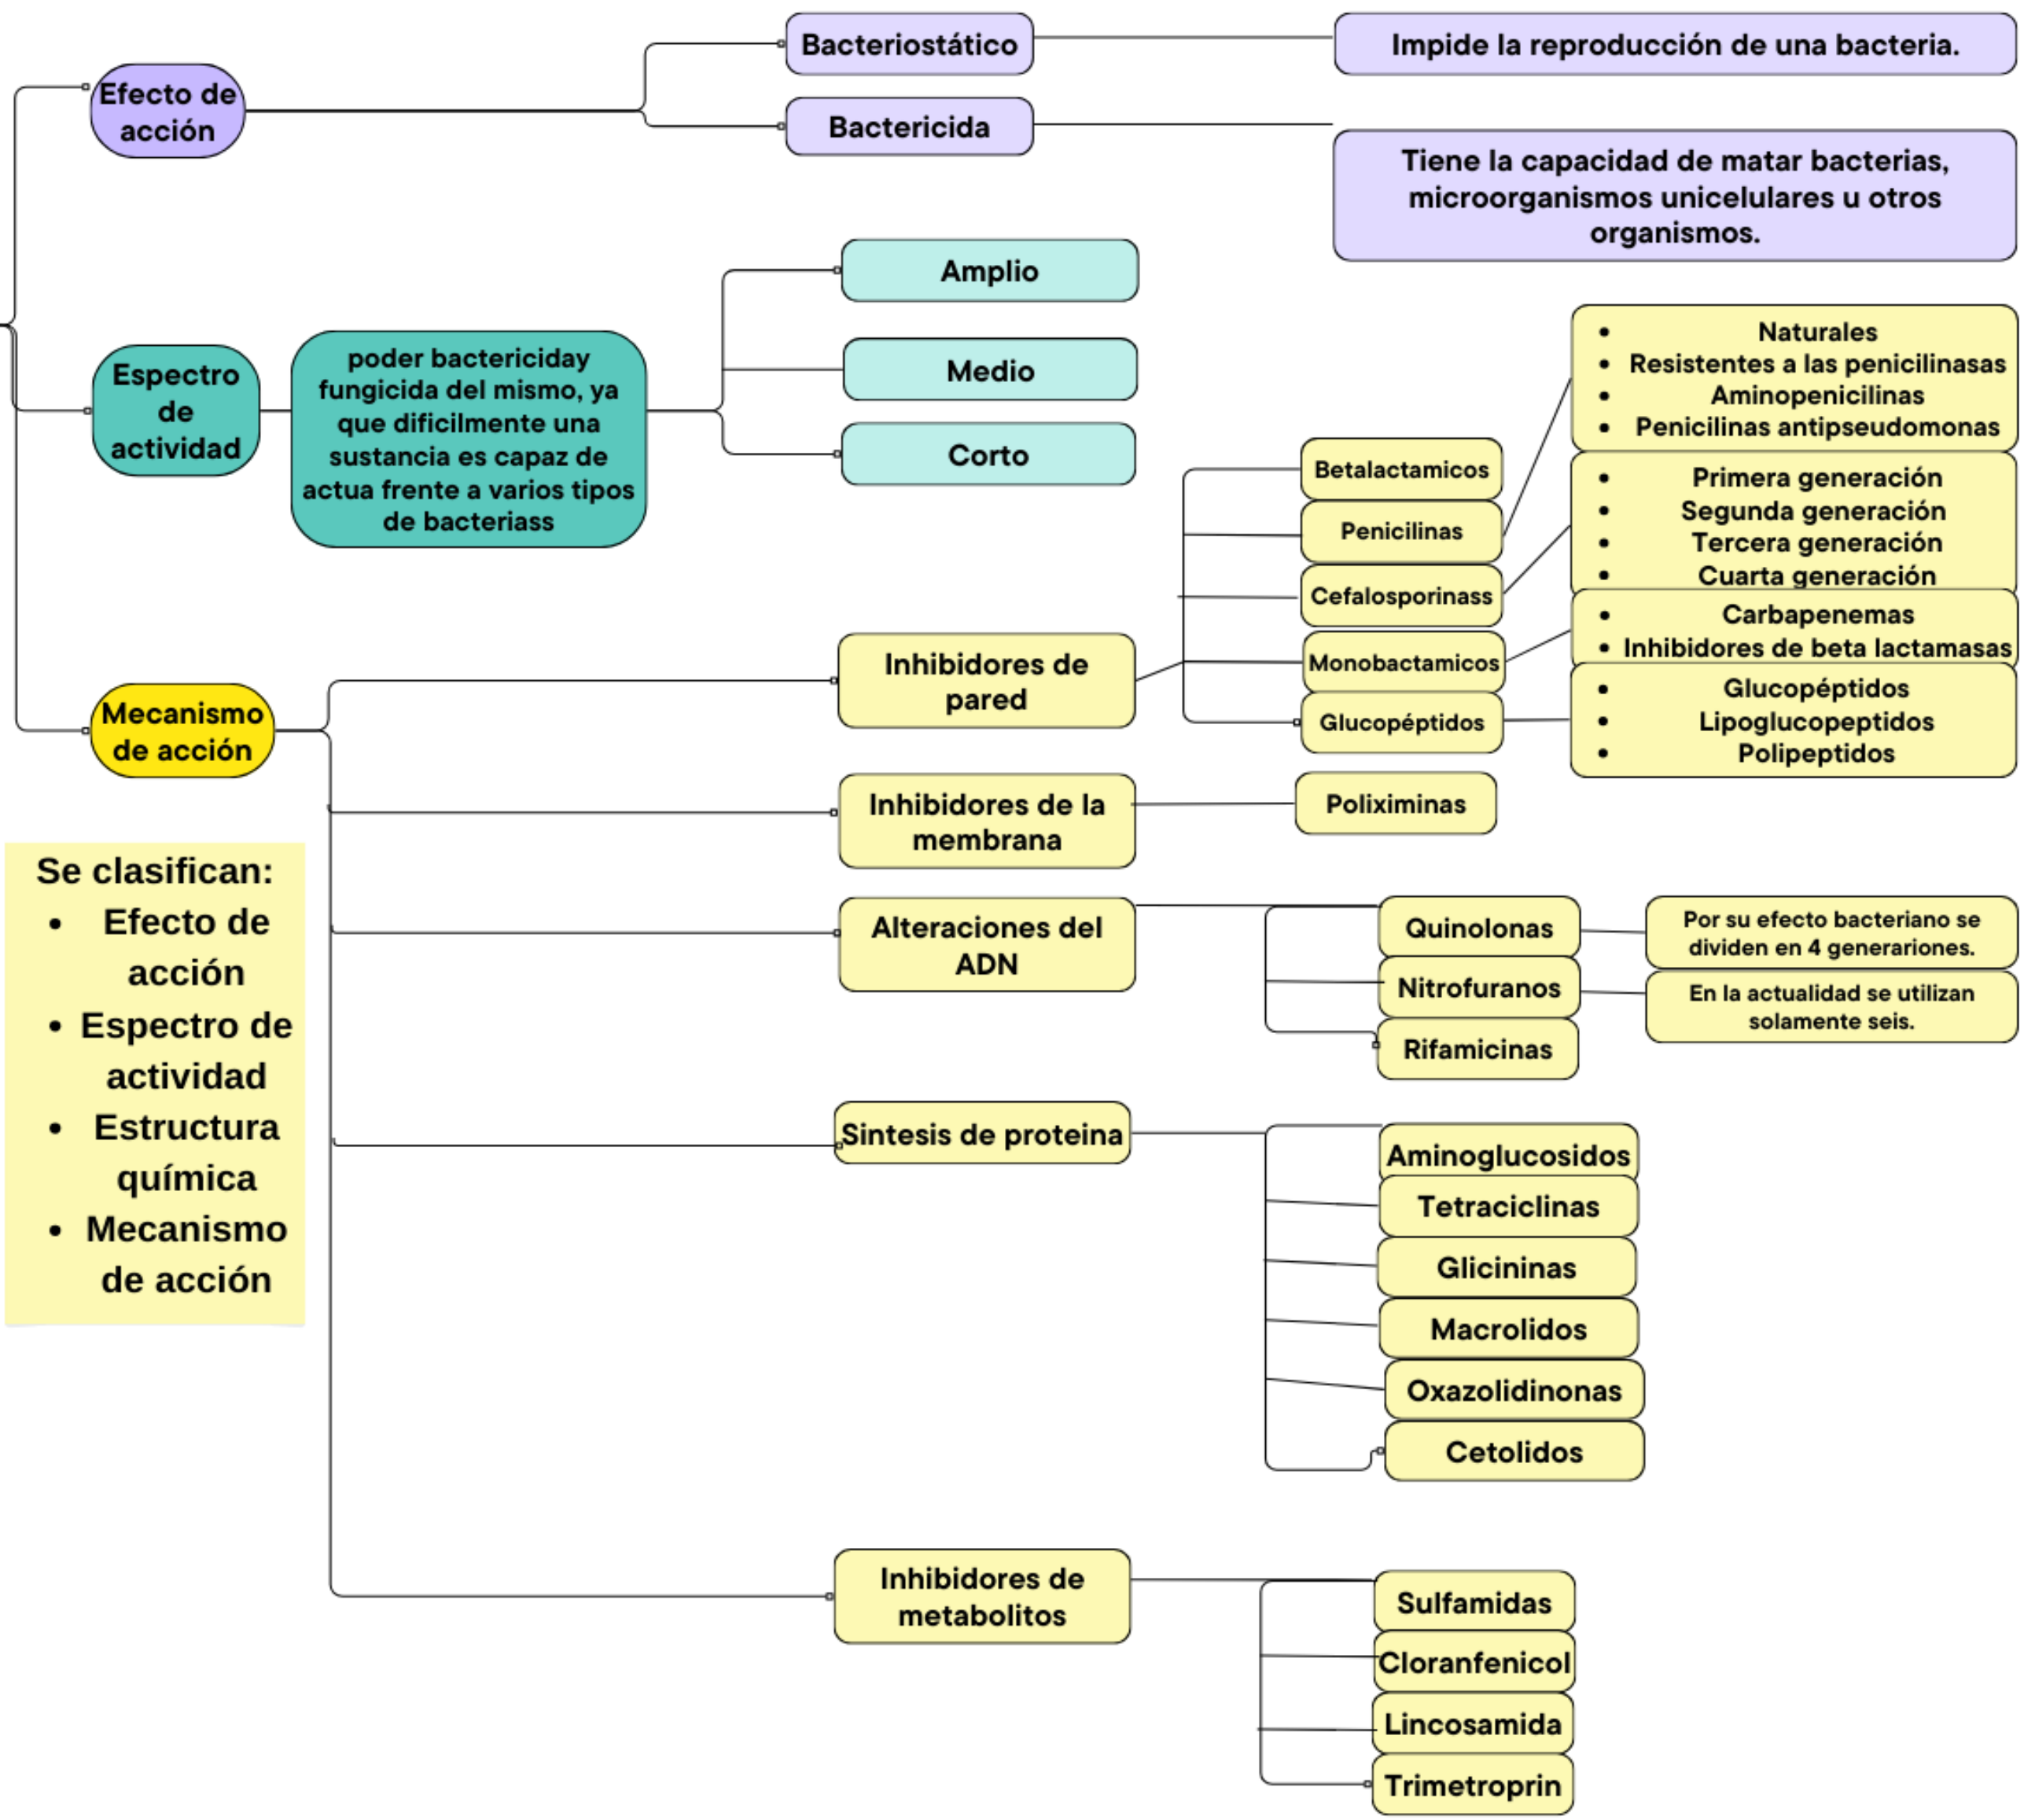 Efecto de
acción
Bacteriostático
Impide la reproducción de una bacteria.
Bactericida
Tiene la capacidad de matar bacterias,
microorganismos unicelulares u otros
organismos.
Espectro
de
actividad
poder bactericiday
fungicida del mismo, ya
que dificilmente una
sustancia es capaz de
actua frente a varios tipos
de bacteriass
Amplio
Medio
Corto
Mecanismo
de acción
Inhibidores de
pared
Betalactamicos
Penicilinas
• Naturales
• Resistentes a las penicilinasas
• Aminopenicilinas
• Penicilinas antipseudomonas
Cefalosporinass
• Primera generación
• Segunda generación
• Tercera generación
• Cuarta generación
Monobactamicos
• Carbapenemas
• Inhibidores de beta lactamasas
Glucopéptidos
• Glucopéptidos
• Lipoglucopeptidos
• Polipeptidos
Inhibidores de la
membrana
Poliximinas
Alteraciones del
ADN
Quinolonas
Por su efecto bacteriano se
dividen en 4 generariones.
Nitrofuranos
En la actualidad se utilizan
solamente seis.
Rifamicinas
Sintesis de proteina
Aminoglucosidos
Tetraciclinas
Glicininas
Macrolidos
Oxazolidinonas
Cetolidos
Inhibidores de
metabolitos
Sulfamidas
Cloranfenicol
Lincosamida
Trimetroprin
Se clasifican:
• Efecto de
acción
• Espectro de
actividad
• Estructura
química
• Mecanismo
de acción